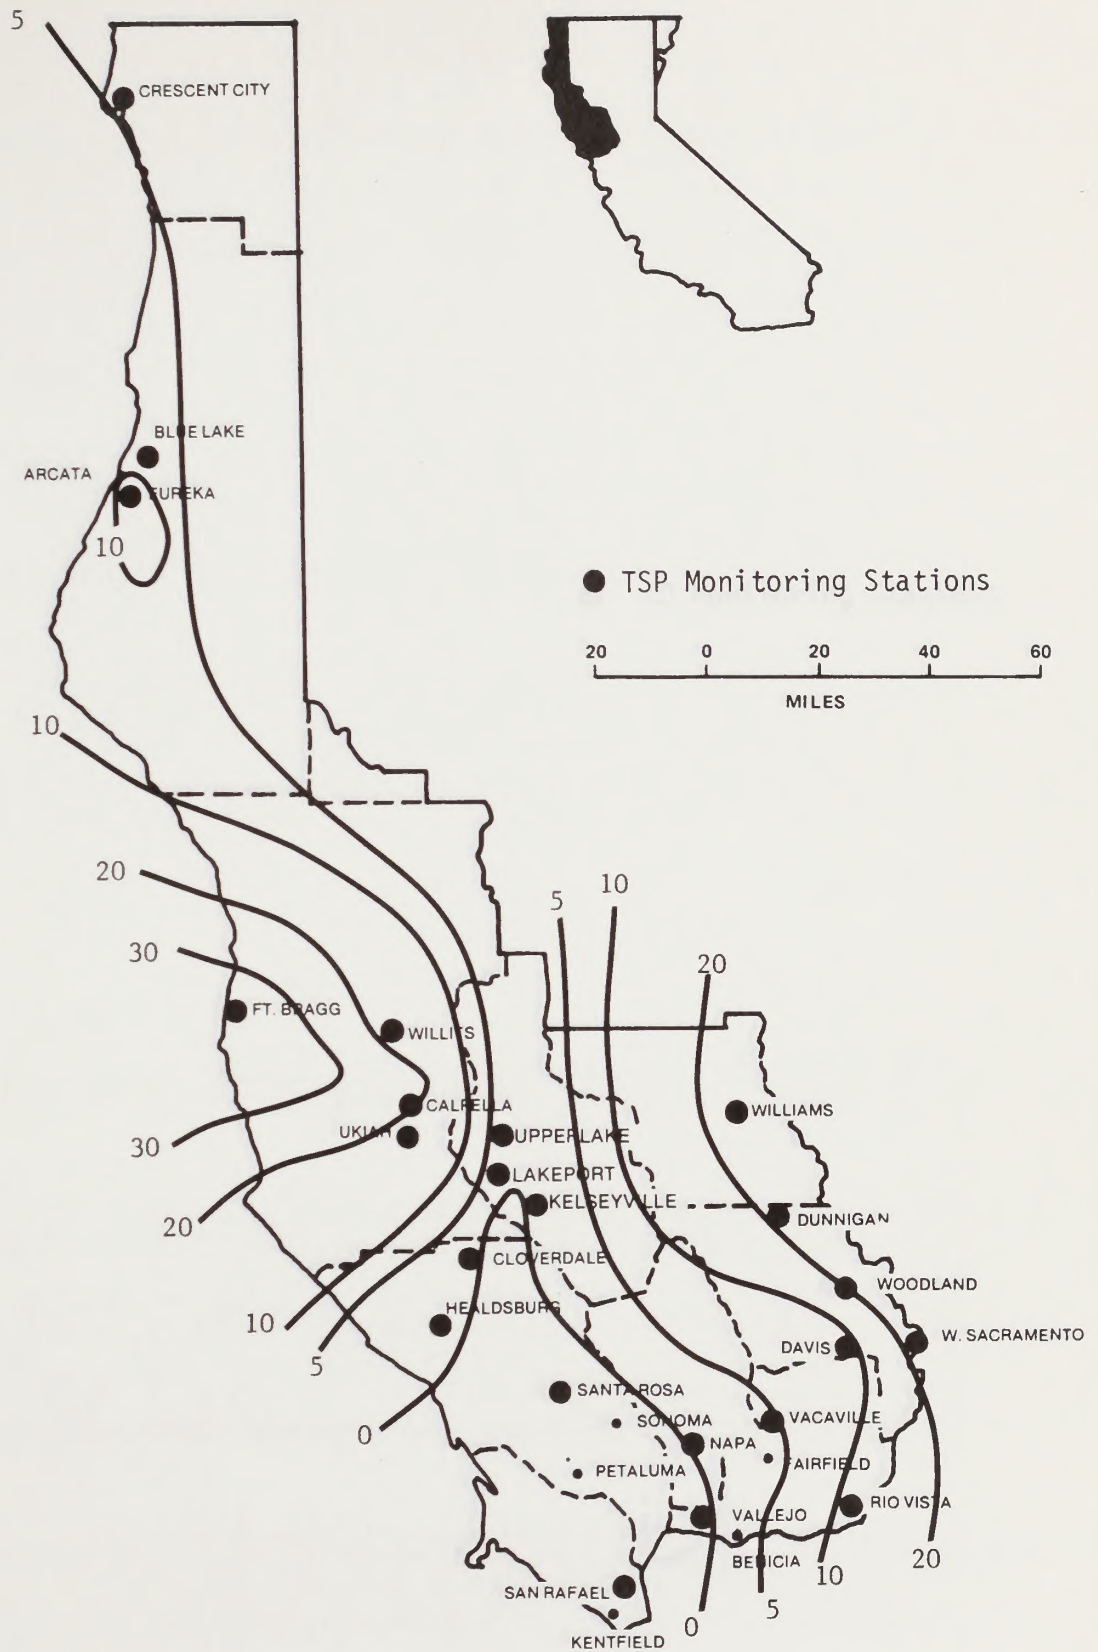 5
CRESCENT CITY
BLUE LAKE
ARCATA
EUREKA
10
TSP Monitoring Stations
20 0 20 40 60
MILES
10
20
5
10
30
20
FT. BRAGG
WILLITS
CALPELLA
WILLIAMS
UKIAH
UPPERLAKE
30
LAKEPORT
KELSEYVILLE
20
DUNNIGAN
CLOVERDALE
WOODLAND
HEALDSBURG
10
W. SACRAMENTO
DAVIS
5
SANTA ROSA
0
SONOMA
VACAVILLE
NAPA
PETALUMA
FAIRFIELD
RIO VISTA
VALLEJO
BENICIA
20
10
SAN RAFAEL
5
0
KENTFIELD